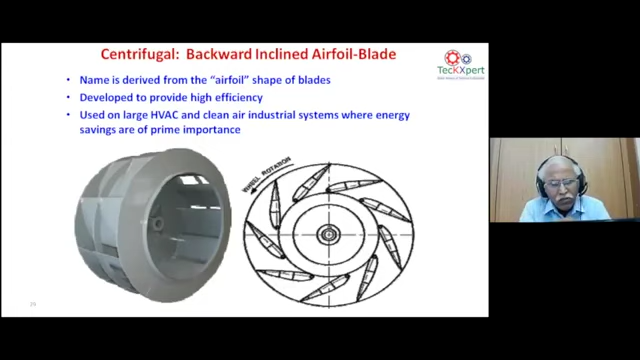 Centrifugal: Backward Inclined Airfoil-Blade
TecKXpert
• Name is derived from the “airfoil” shape of blades
• Developed to provide high efficiency
• Used on large HVAC and clean air industrial systems where energy
savings are of prime importance
WHEEL ROTATION